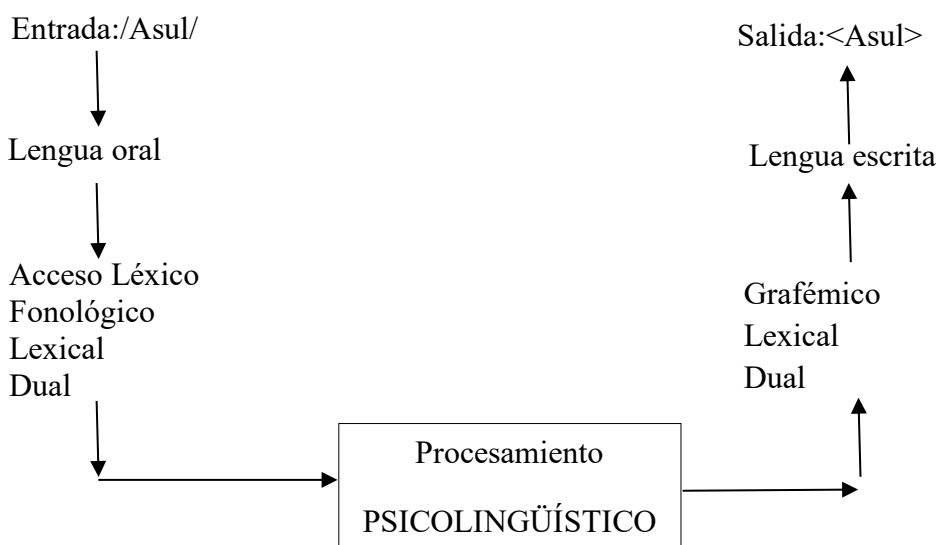 Entrada:/Asul/
Lengua oral
Acceso Léxico
Fonológico
Lexical
Dual
Procesamiento
PSICOLINGÜÍSTICO
Grafémico
Lexical
Dual
Lengua escrita
Salida:<Asul>